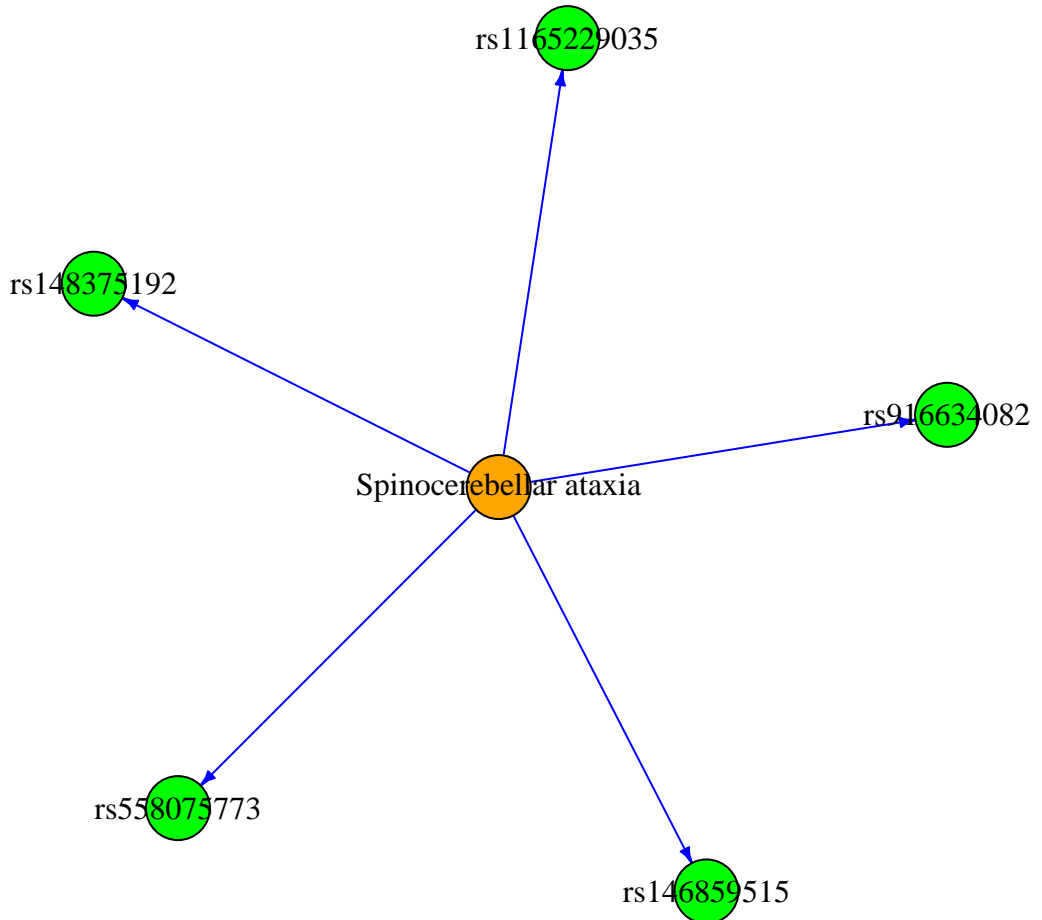 rs1165229035
rs148375192
rs916634082
Spinocerebellar ataxia
rs558075773
rs146859515